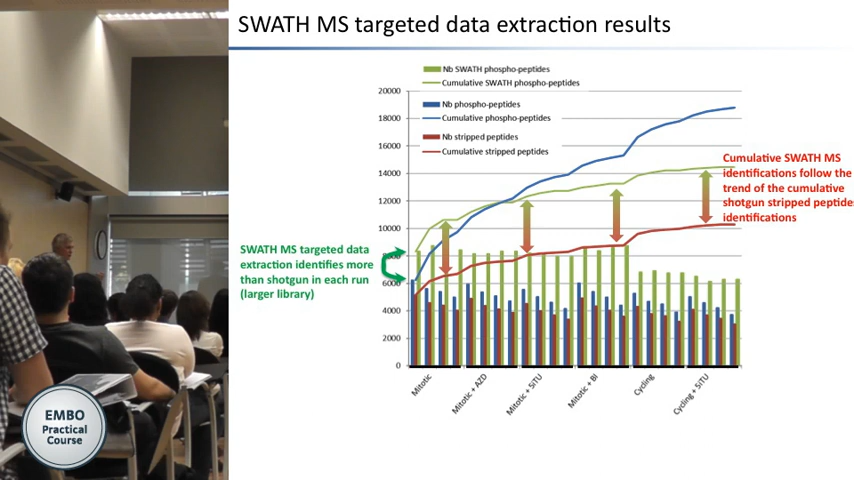 SWATH MS targeted data extraction results
Nb SWATH phospho-peptides
Cumulative SWATH phospho-peptides
Nb phospho-peptides
Cumulative phospho-peptides
Nb stripped peptides
Cumulative stripped peptides
20000
18000
16000
14000
12000
10000
6000
4000
2000
0
Cumulative SWATH MS
identifications follow the
trend of the cumulative
shotgun stripped peptide
identifications
SWATH MS targeted data
extraction identifies more
than shotgun in each run
(larger library)
Mitotic
Mitotic + AZD
Mitotic + SiTU
Mitotic + BI
Cycling
Cycling + SiTU
EMBO
Practical
Course